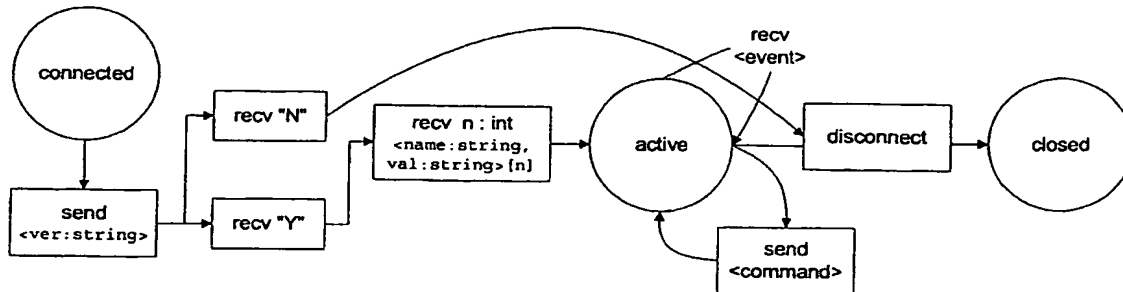 connected
send
<ver:string>
recv "N"
recv "Y"
recv n : int
<name:string,
val:string>[n]
active
recv
<event>
send
<command>
disconnect
closed